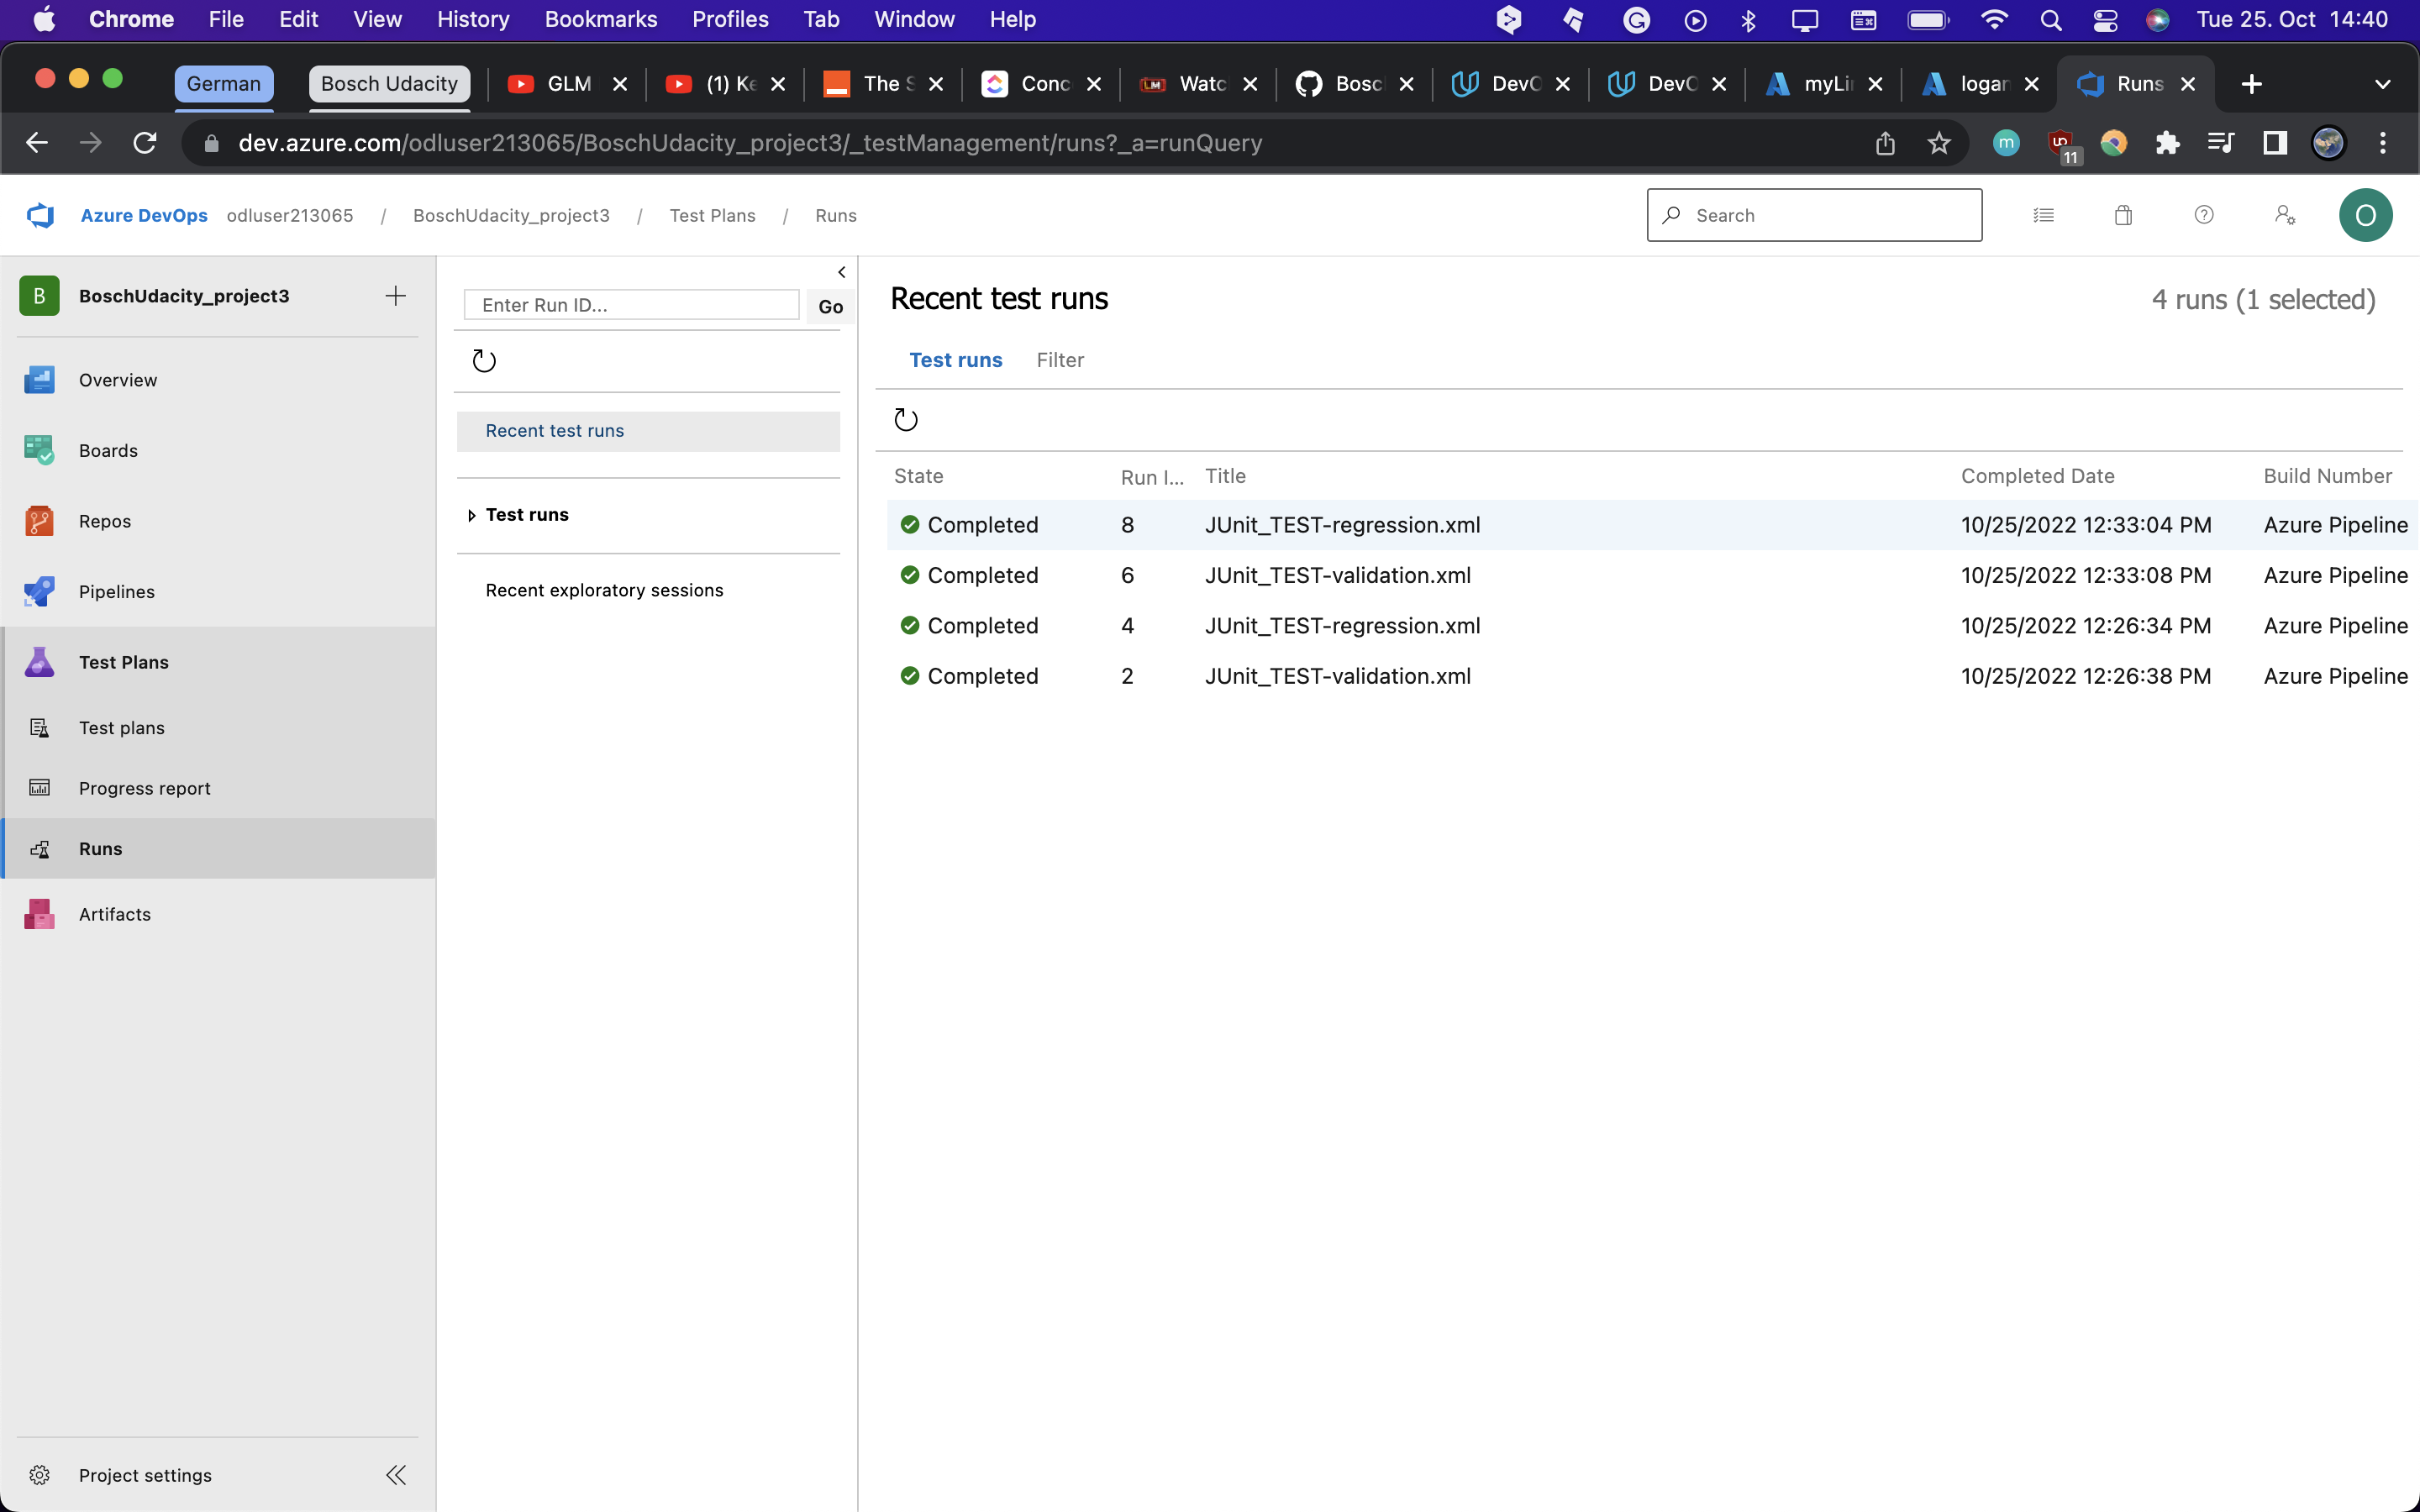 Chrome File Edit View History Bookmarks Profiles Tab Window Help Tue 25. Oct 14:40
German Bosch Udacity GLM (1) Ke The S Conc Watc Bosc DevO DevO myLi logan Runs
dev.azure.com/odluser213065/BoschUdacity_project3/_testManagement/runs?_a=runQuery
11
Azure DevOps odluser213065 / BoschUdacity_project3 / Test Plans / Runs
Search
O
B BoschUdacity_project3
Overview
Boards
Repos
Pipelines
Test Plans
Test plans
Progress report
Runs
Artifacts
Project settings
Enter Run ID...
Go
Recent test runs
Test runs
Recent exploratory sessions
Recent test runs
4 runs (1 selected)
Test runs Filter
State Run I... Title Completed Date Build Number
Completed 8 JUnit_TEST-regression.xml 10/25/2022 12:33:04 PM Azure Pipeline
Completed 6 JUnit_TEST-validation.xml 10/25/2022 12:33:08 PM Azure Pipeline
Completed 4 JUnit_TEST-regression.xml 10/25/2022 12:26:34 PM Azure Pipeline
Completed 2 JUnit_TEST-validation.xml 10/25/2022 12:26:38 PM Azure Pipeline